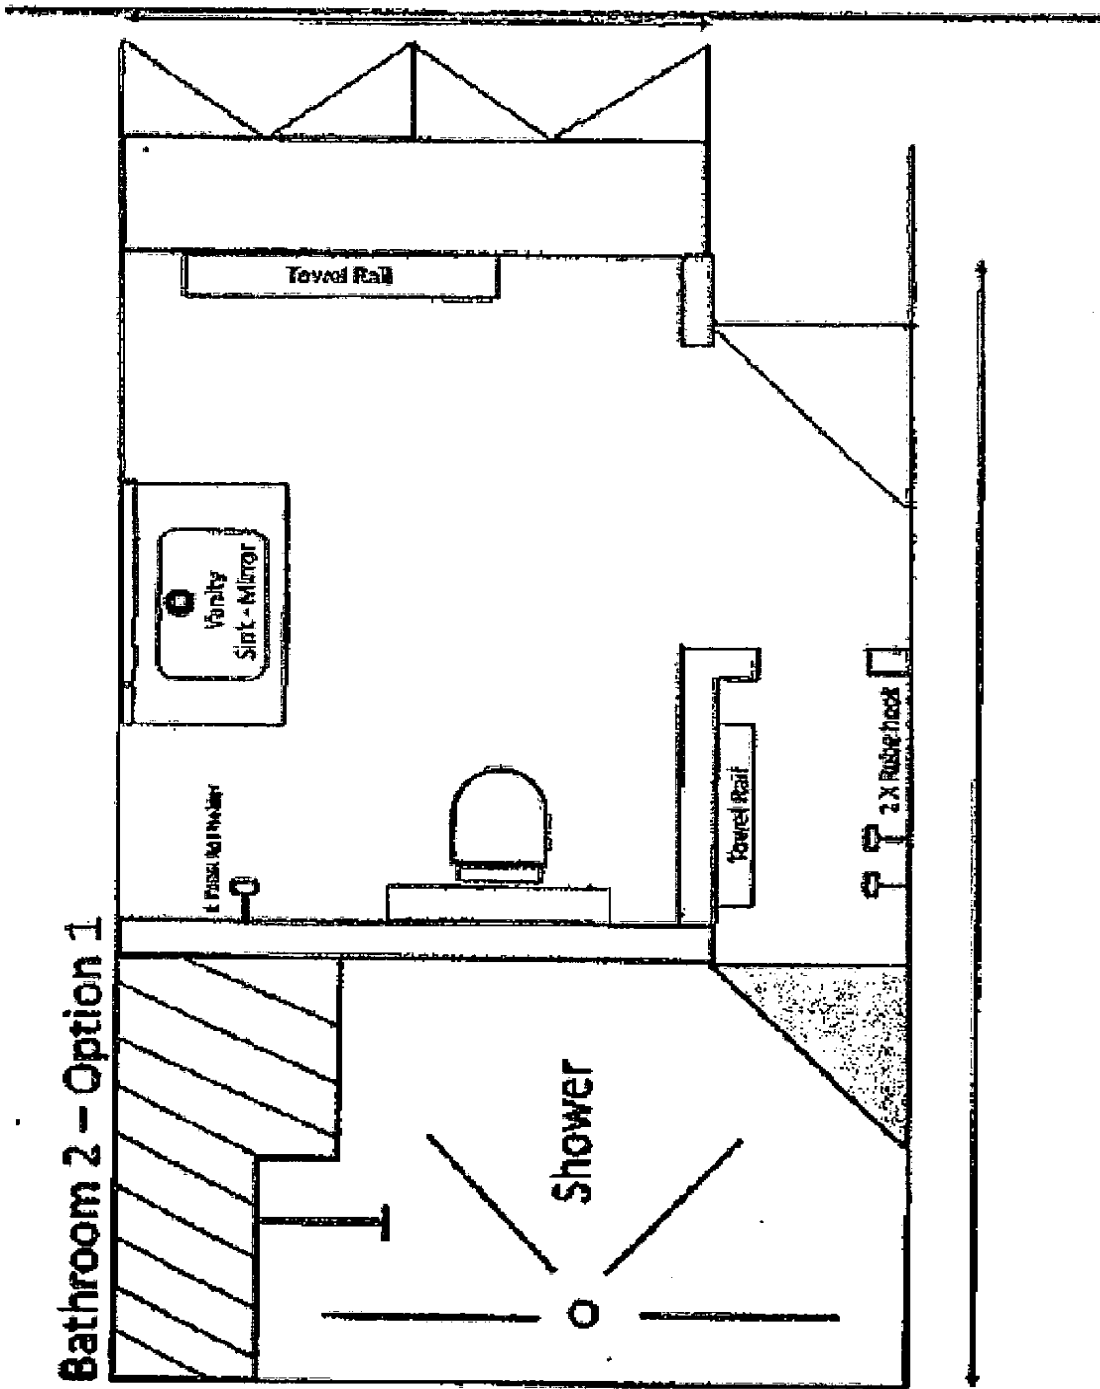 Bathroom 2 – Option 1
Towel Rail
Vanity
Sink - Mirror
Towel Rail
2 X Robe hook
Shower